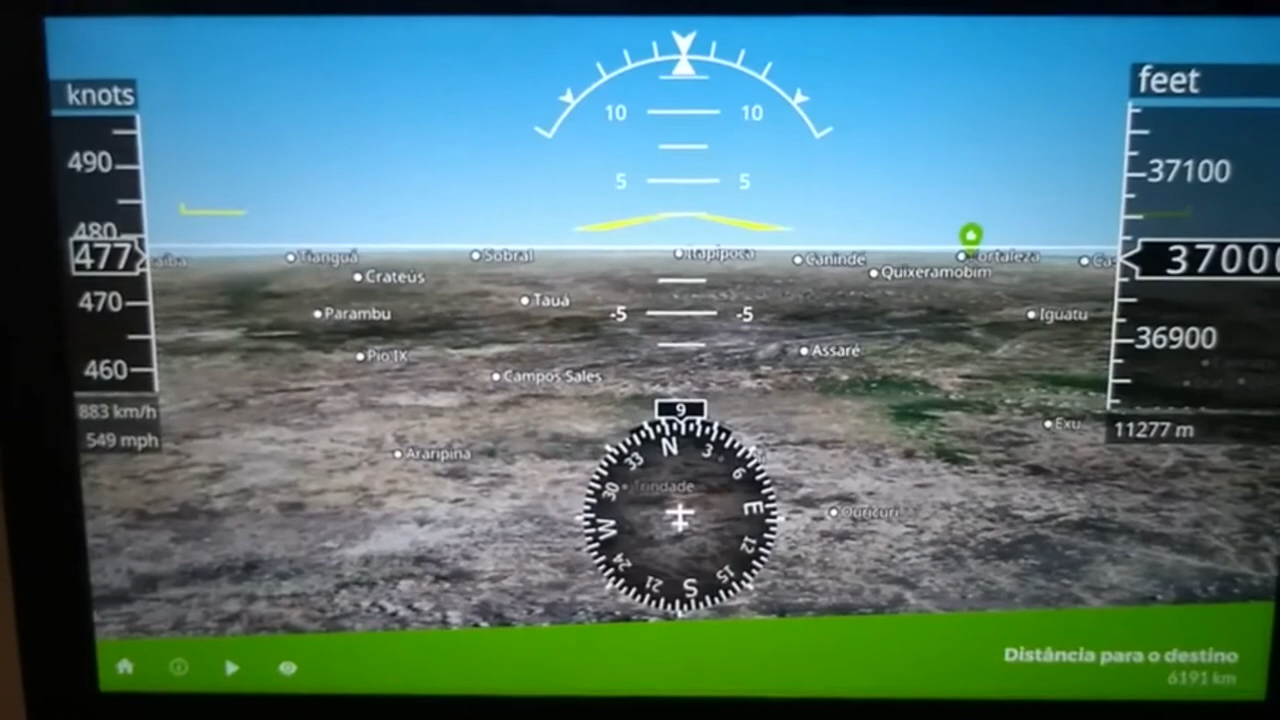 knots
490
480
477
470
460
883 km/h
549 mph
10 10
5 5
-5 -5
feet
37100
37000
36900
11277 m
Tianguá
Sobral
Itapipoca
Canindé
Fortaleza
Crateús
Quixeramobim
Tauá
Parambu
Iguatu
Pio IX
Assaré
Campos Sales
Exu
Araripina
Trindade
Ouricuri
9
N
3
6
E
12
15
S
21
24
W
30
33
Distância para o destino
6191 km